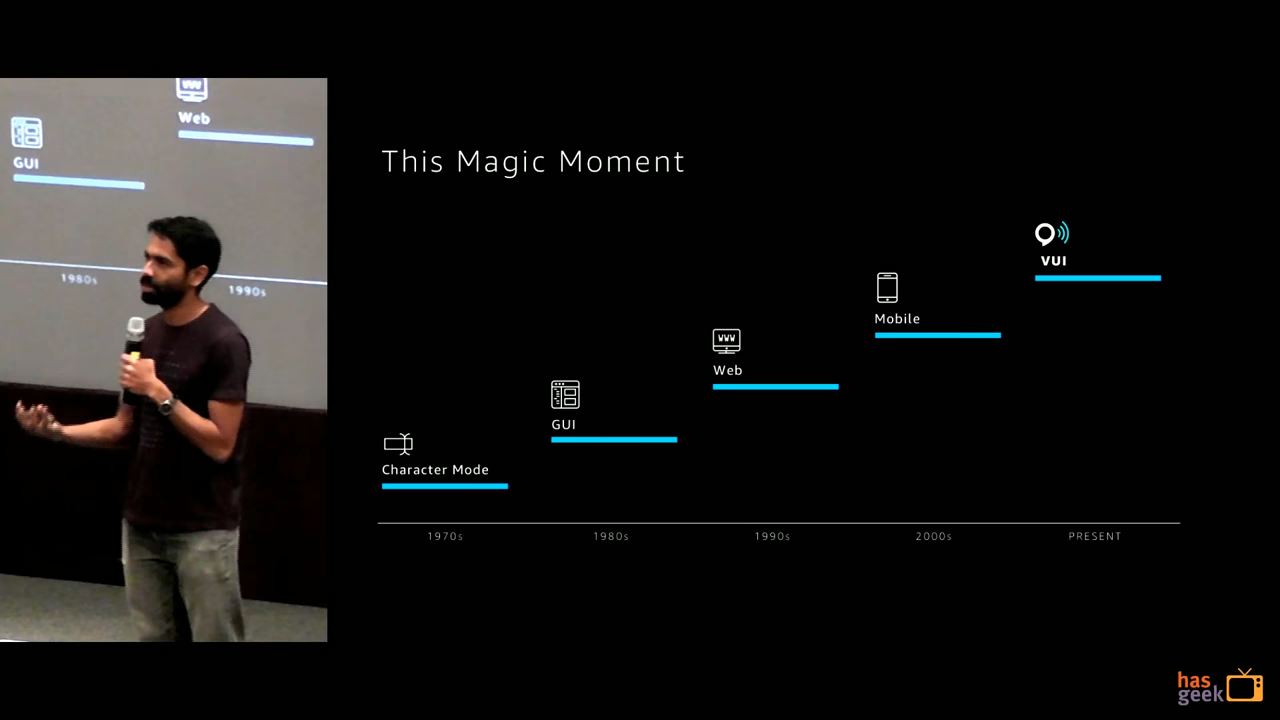 Web
GUI
1980s
1990s
This Magic Moment
VUI
Mobile
WWW
Web
GUI
Character Mode
1970s
1980s
1990s
2000s
PRESENT
has
geek